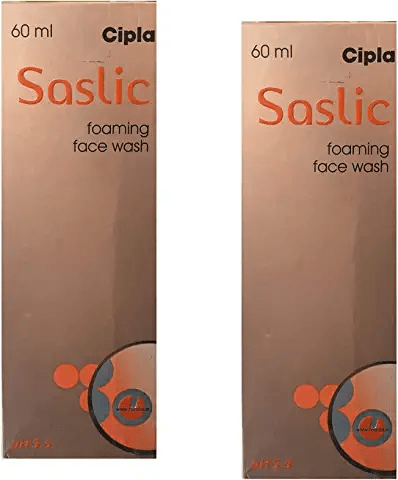 60 ml
Cipla
Saslic
foaming
face wash
60 ml
Cipla
Saslic
foaming
face wash